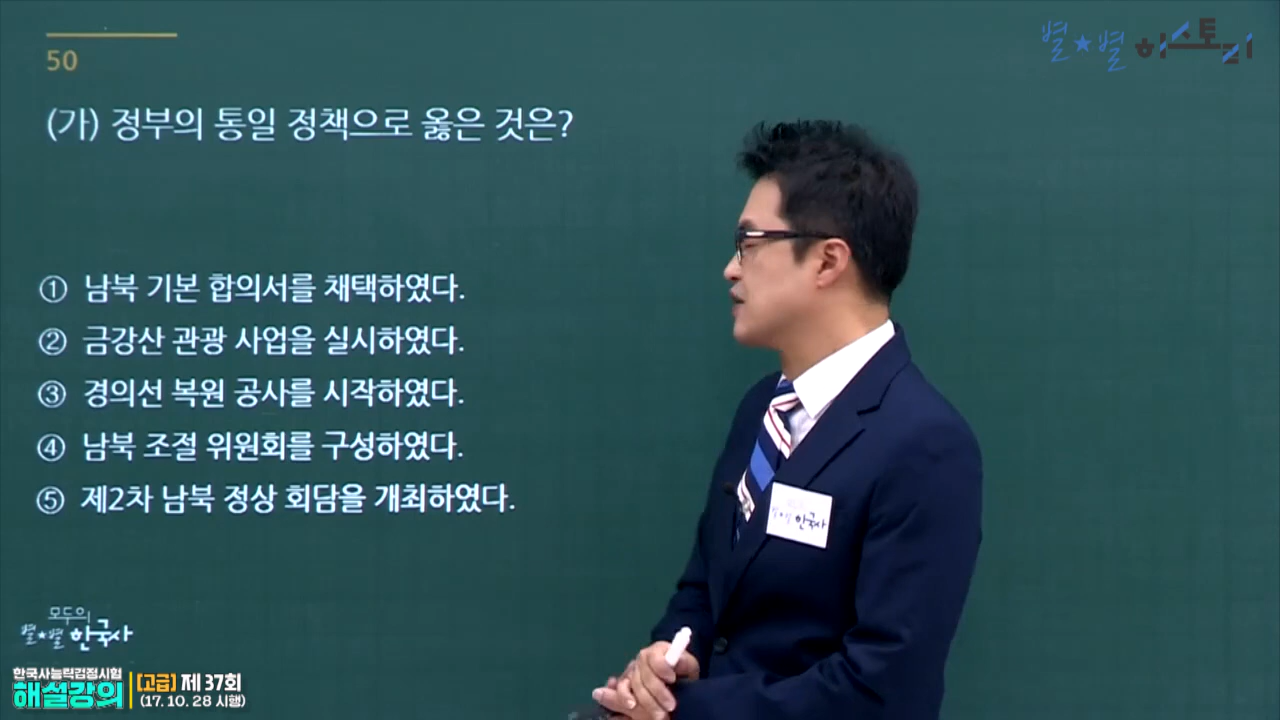 50
별★별 히스토리
(가) 정부의 통일 정책으로 옳은 것은?
① 남북 기본 합의서를 채택하였다.
② 금강산 관광 사업을 실시하였다.
③ 경의선 복원 공사를 시작하였다.
④ 남북 조절 위원회를 구성하였다.
⑤ 제2차 남북 정상 회담을 개최하였다.
한국사
모두의
별★별 한국사
한국사능력검정시험
해설강의
[고급] 제 37회
(17. 10. 28 시행)